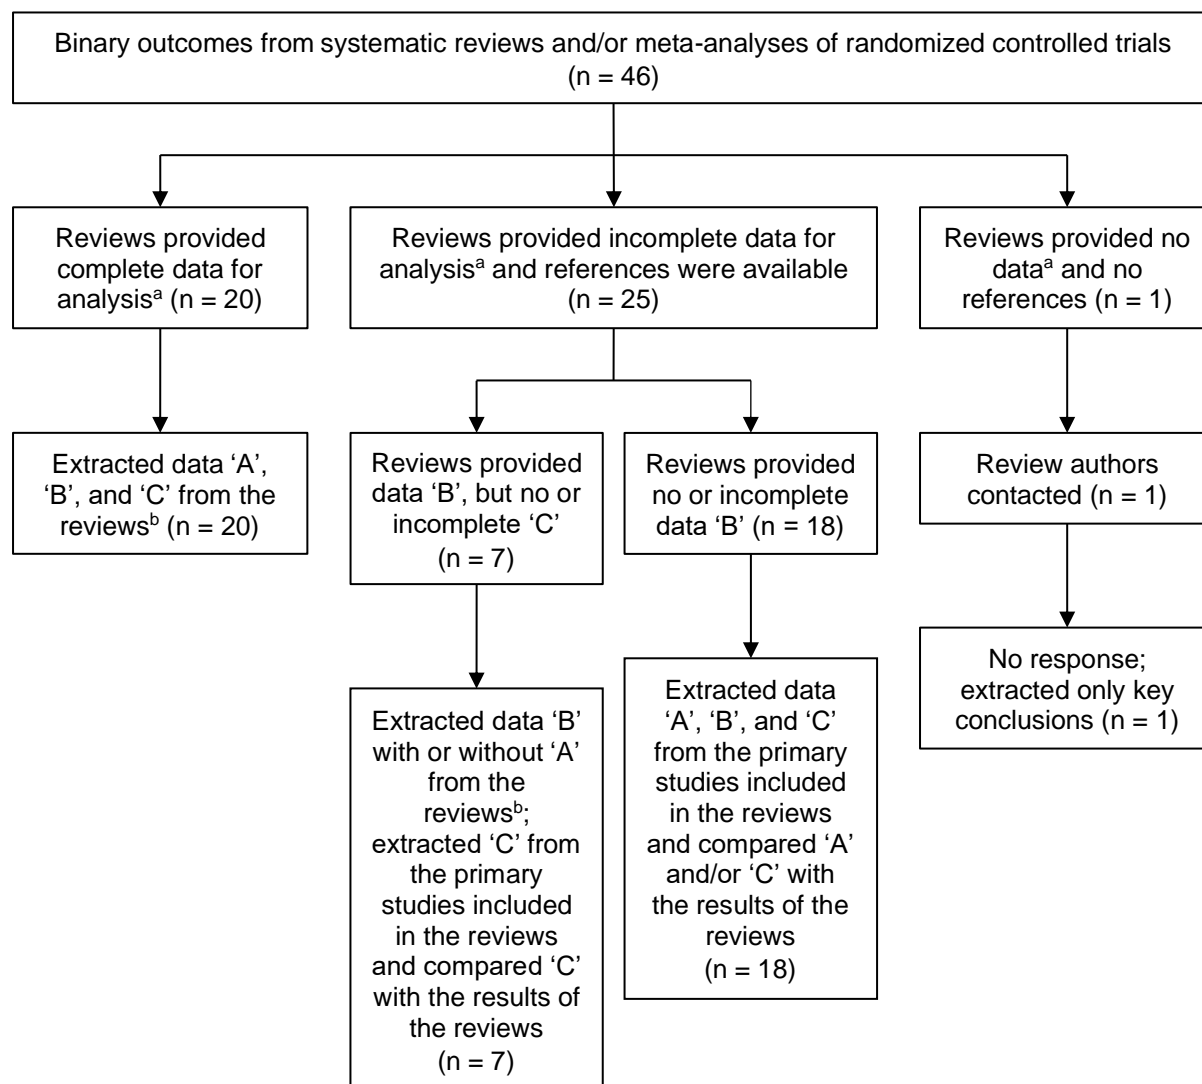 Binary outcomes from systematic reviews and/or meta-analyses of randomized controlled trials
(n = 46)
Reviews provided
complete data for
analysisᵃ (n = 20)
Reviews provided incomplete data for
analysisᵃ and references were available
(n = 25)
Reviews provided no
dataᵃ and no
references (n = 1)
Extracted data ‘A’,
‘B’, and ‘C’ from the
reviewsᵇ (n = 20)
Reviews provided
data ‘B’, but no or
incomplete ‘C’
(n = 7)
Reviews provided
no or incomplete
data ‘B’ (n = 18)
Review authors
contacted (n = 1)
Extracted data ‘B’
with or without ‘A’
from the
reviewsᵇ;
extracted ‘C’ from
the primary
studies included
in the reviews
and compared ‘C’
with the results of
the reviews
(n = 7)
Extracted data
‘A’, ‘B’, and ‘C’
from the primary
studies included
in the reviews
and compared ‘A’
and/or ‘C’ with
the results of the
reviews
(n = 18)
No response;
extracted only key
conclusions (n = 1)